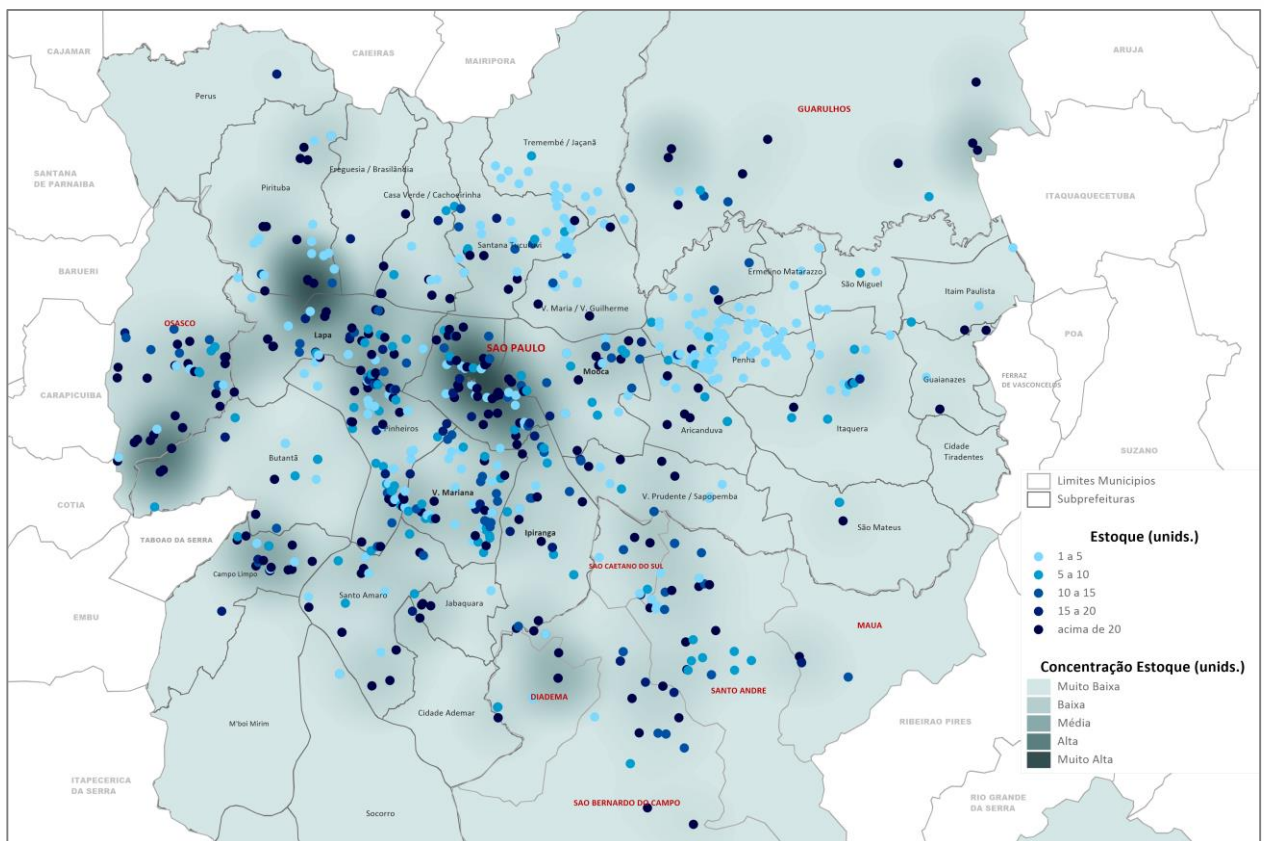 CAJAMAR
CAIEIRAS
MAIRIPORA
ARUJA
Perus
GUARULHOS
Tremembé / Jaçanã
SANTANA
DE PARNAIBA
Pirituba
Freguesia / Brasilândia
Casa Verde / Cachoeirinha
ITAQUAQUECETUBA
Santana Tucuruvi
BARUERI
Ermelino Matarazzo
São Miguel
Itaim Paulista
V. Maria / V. Guilherme
OSASCO
Lapa
SAO PAULO
POA
Penha
Mooca
CARAPICUIBA
Guaianazes
FERRAZ
DE VASCONCELOS
Pinheiros
Aricanduva
Itaquera
Cidade
Tiradentes
SUZANO
Butantã
V. Mariana
V. Prudente / Sapopemba
COTIA
Ipiranga
São Mateus
TABOAO DA SERRA
Campo Limpo
SAO CAETANO DO SUL
Santo Amaro
Jabaquara
EMBU
MAUA
DIADEMA
SANTO ANDRE
Cidade Ademar
M'boi Mirim
RIBEIRAO PIRES
ITAPECERICA
DA SERRA
SAO BERNARDO DO CAMPO
Socorro
RIO GRANDE
DA SERRA
Limites Municipios
Subprefeituras
Estoque (unids.)
1 a 5
5 a 10
10 a 15
15 a 20
acima de 20
Concentração Estoque (unids.)
Muito Baixa
Baixa
Média
Alta
Muito Alta